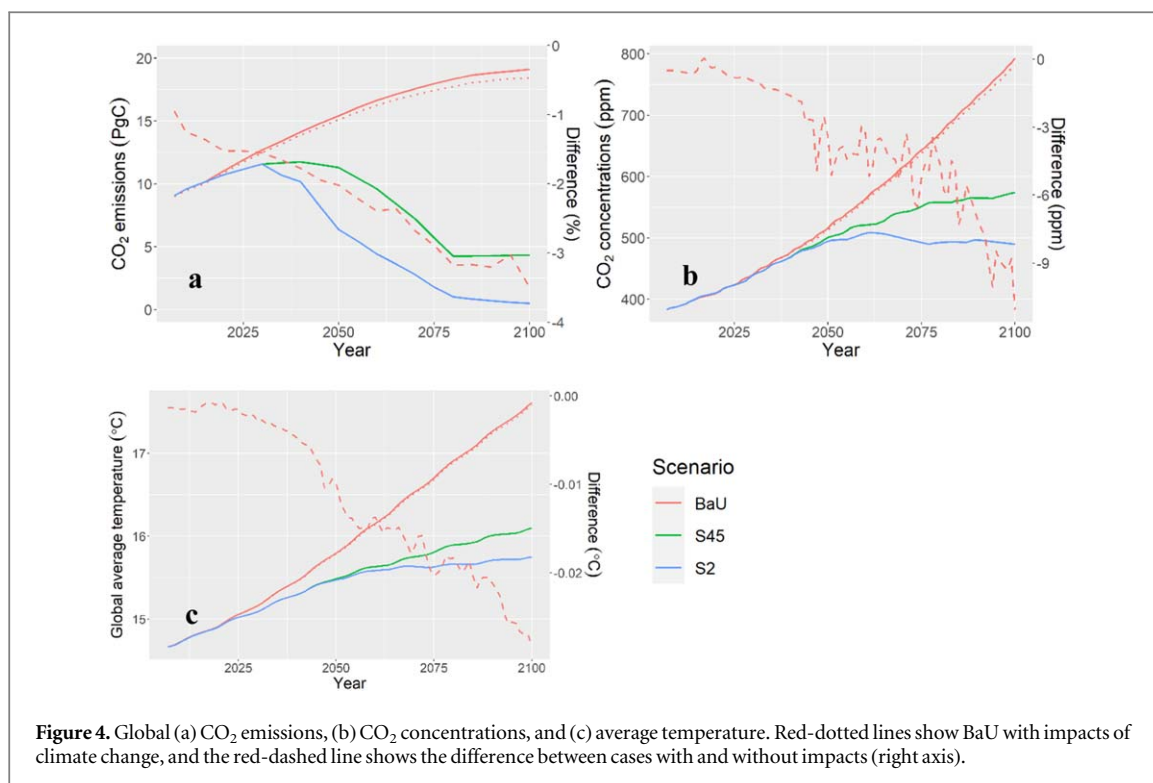 CO2 emissions (PgC)
20
15
10
5
0
0
-1
-2
-3
-4
Difference (%)
a
2025
2050
2075
2100
Year
CO2 concentrations (ppm)
800
700
600
500
400
0
-3
-6
-9
Difference (ppm)
b
2025
2050
2075
2100
Year
Global average temperature (°C)
17
16
15
0.00
-0.01
-0.02
Difference (°C)
c
2025
2050
2075
2100
Year
Scenario
BaU
S45
S2
Figure 4. Global (a) CO2 emissions, (b) CO2 concentrations, and (c) average temperature. Red-dotted lines show BaU with impacts of
climate change, and the red-dashed line shows the difference between cases with and without impacts (right axis).